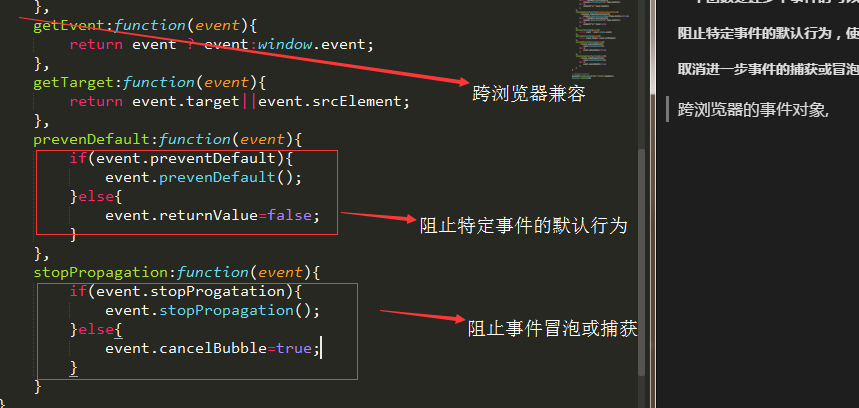 },
getEvent:function(event){
return event ? event:window.event;
},
getTarget:function(event){
return event.target||event.srcElement;
},
prevenDefault:function(event){
if(event.preventDefault){
event.prevenDefault();
}else{
event.returnValue=false;
}
},
stopPropagation:function(event){
if(event.stopProgatation){
event.stopPropagation();
}else{
event.cancelBubble=true;
}
}
}
跨浏览器兼容
阻止特定事件的默认行为
阻止事件冒泡或捕获
阻止特定事件的默认行为，使
取消进一步事件的捕获或冒泡
跨浏览器的事件对象,